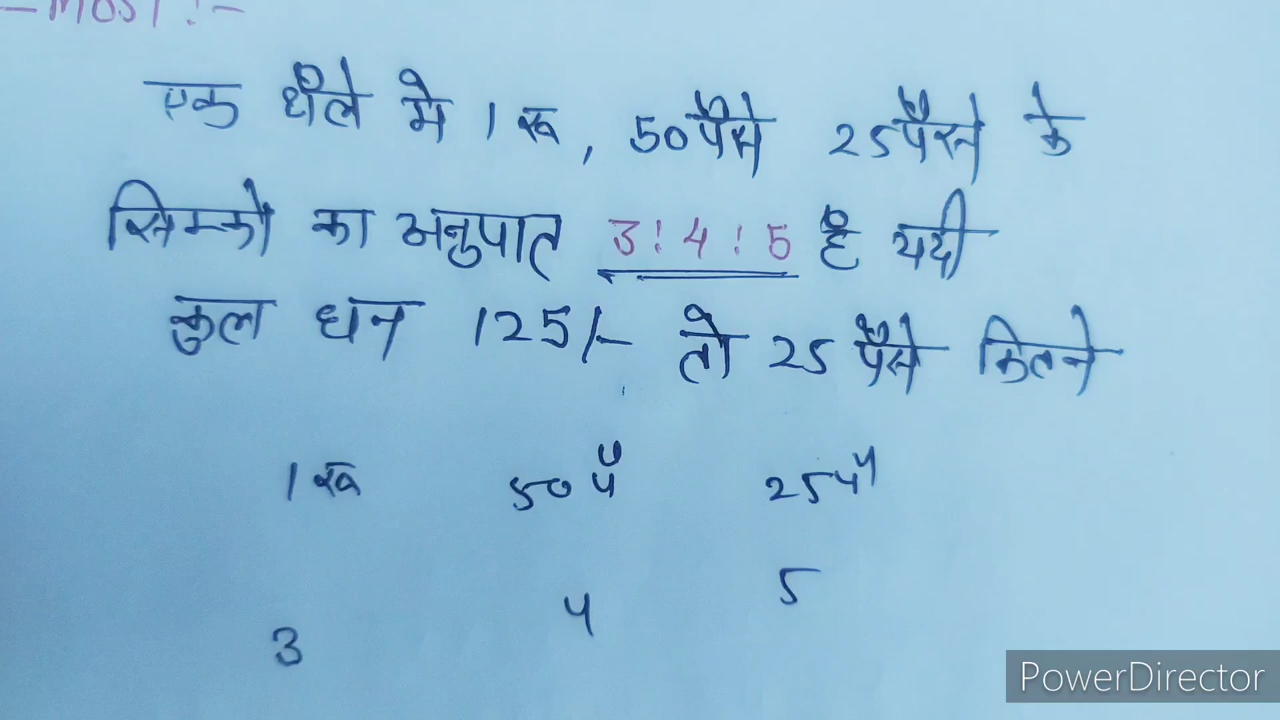 - MOST :-
एक थैले मे 1 रू, 50 पैसे 25 पैसे के
सिक्को का अनुपात 3 : 4 : 5 है यदी
कुल धन 125/- तो 25 पैसे कितने
1 रू 50 पै 25 पै
3 4 5
PowerDirector